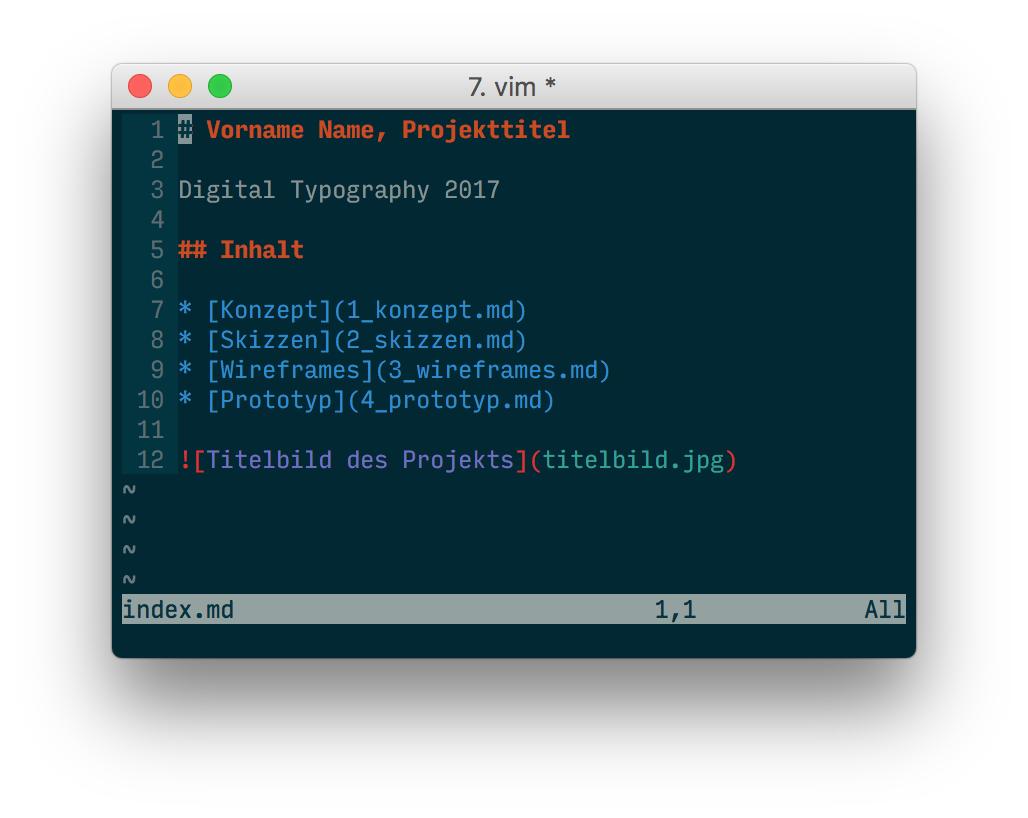 7. vim *
1 # Vorname Name, Projekttitel
2
3 Digital Typography 2017
4
5 ## Inhalt
6
7 * [Konzept](1_konzept.md)
8 * [Skizzen](2_skizzen.md)
9 * [Wireframes](3_wireframes.md)
10 * [Prototyp](4_prototyp.md)
11
12 ![Titelbild des Projekts](titelbild.jpg)
~
~
~
~
index.md 1,1 All